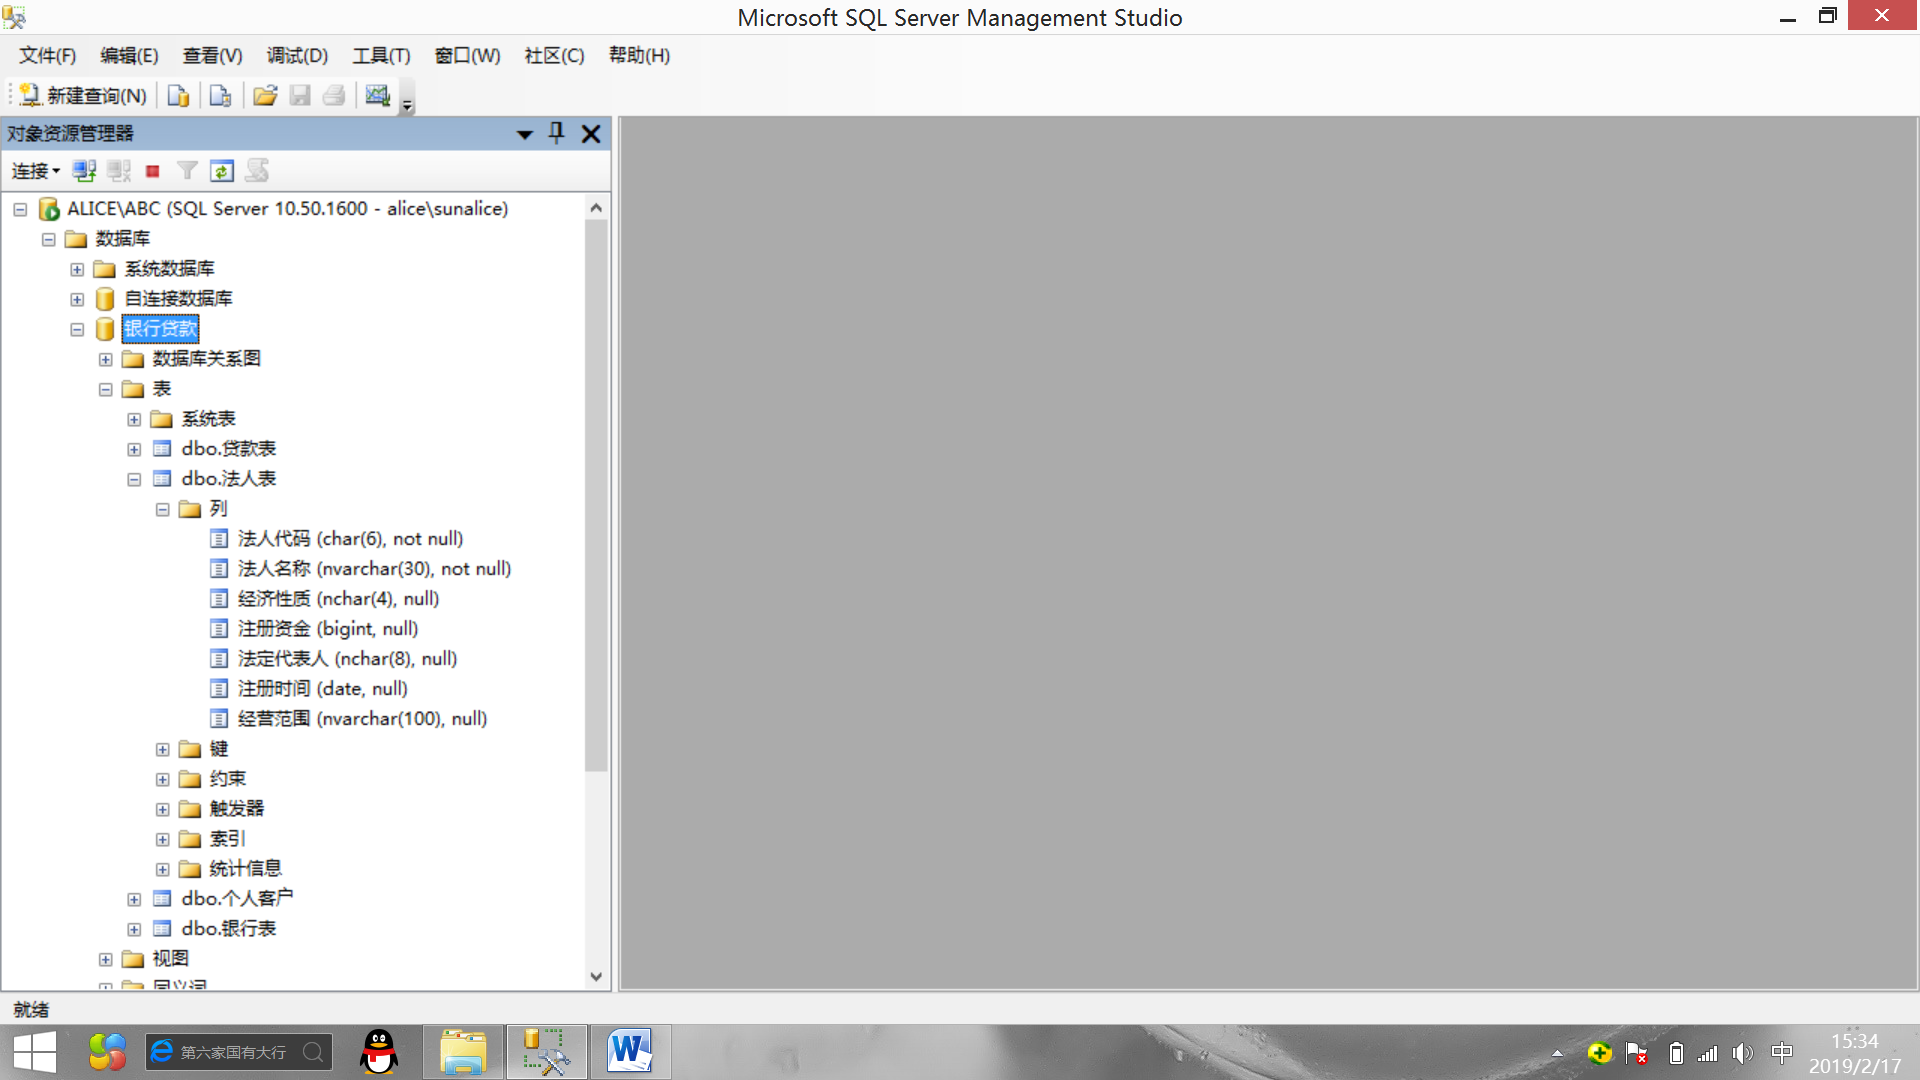 Microsoft SQL Server Management Studio
文件(F) 编辑(E) 查看(V) 调试(D) 工具(T) 窗口(W) 社区(C) 帮助(H)
新建查询(N)
对象资源管理器
连接
ALICE\ABC (SQL Server 10.50.1600 - alice\sunalice)
数据库
系统数据库
自连接数据库
银行贷款
数据库关系图
表
系统表
dbo.贷款表
dbo.法人表
列
法人代码 (char(6), not null)
法人名称 (nvarchar(30), not null)
经济性质 (nchar(4), null)
注册资金 (bigint, null)
法定代表人 (nchar(8), null)
注册时间 (date, null)
经营范围 (nvarchar(100), null)
键
约束
触发器
索引
统计信息
dbo.个人客户
dbo.银行表
视图
同义词
就绪
第六家国有大行
中
15:34
2019/2/17